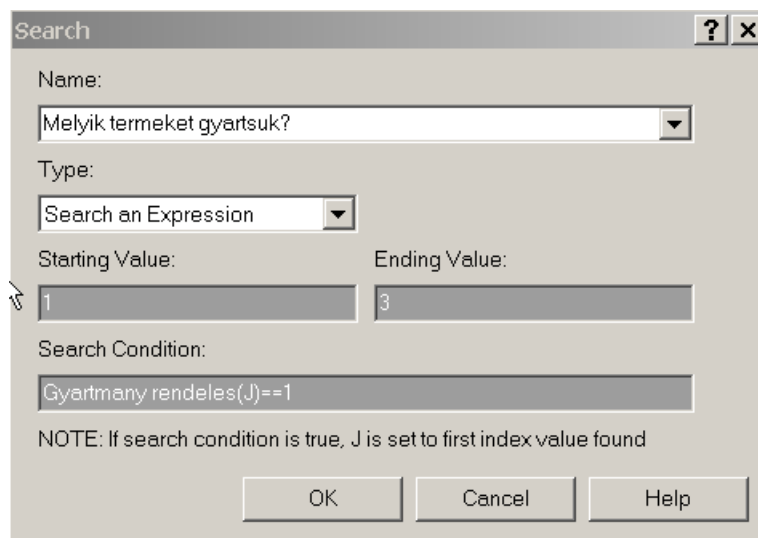 Search
Name:
Melyik termeket gyartsuk?
Type:
Search an Expression
Starting Value: Ending Value:
1 3
Search Condition:
Gyartmany rendeles(J)==1
NOTE: If search condition is true, J is set to first index value found
OK Cancel Help